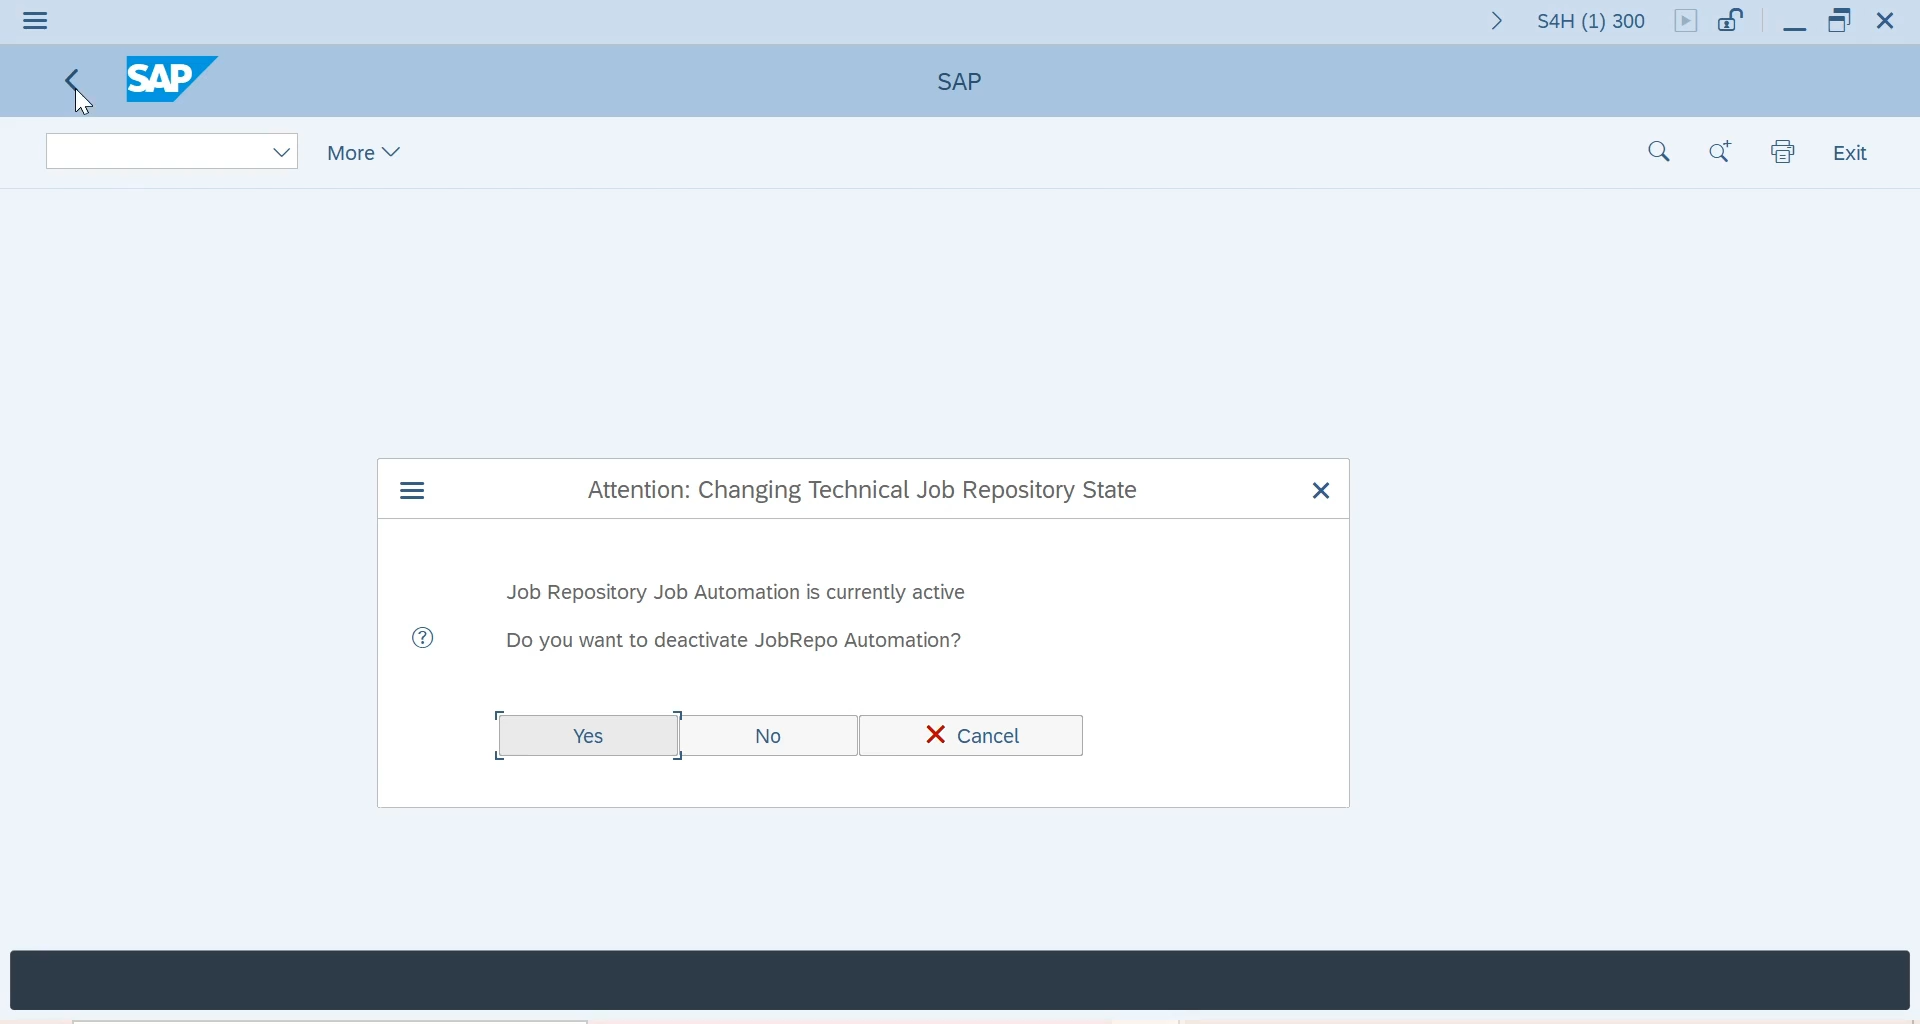 S4H (1) 300
SAP
SAP
More
Exit
Attention: Changing Technical Job Repository State
Job Repository Job Automation is currently active
Do you want to deactivate JobRepo Automation?
Yes
No
Cancel